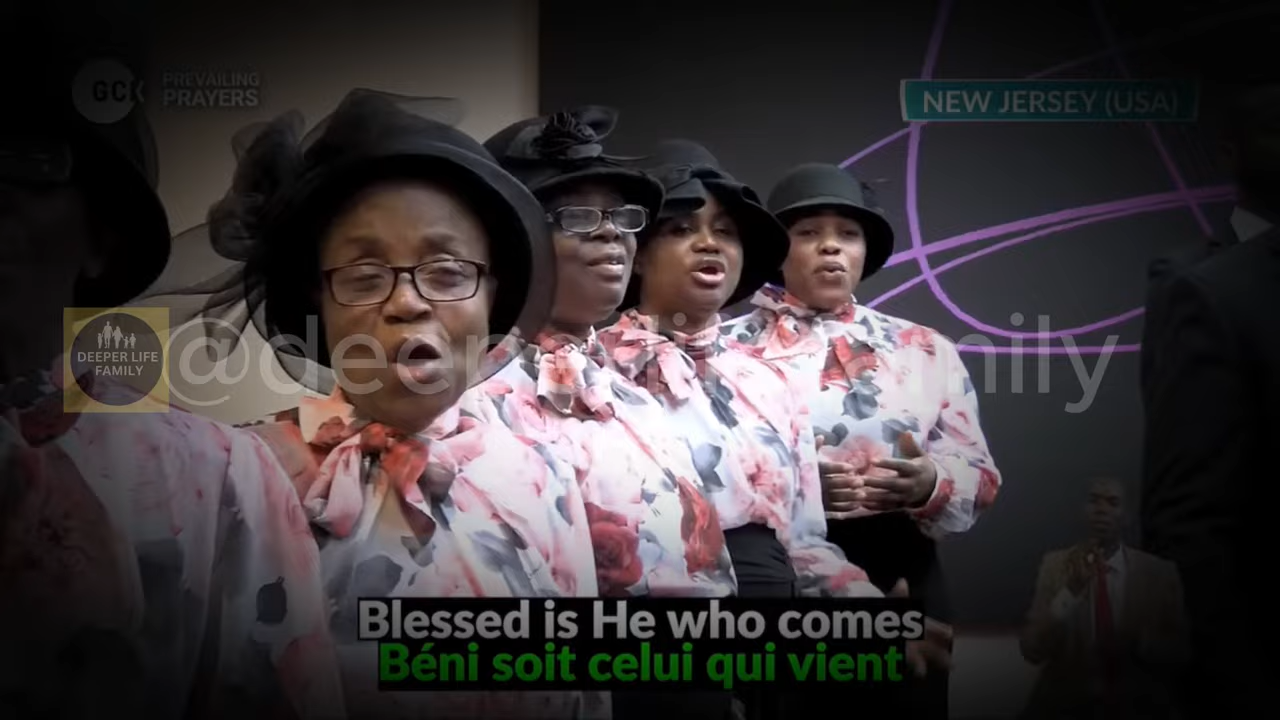 GCK
PREVAILING
PRAYERS
NEW JERSEY (USA)
DEEPER LIFE
FAMILY
@deeperlifefamily
Blessed is He who comes
Béni soit celui qui vient